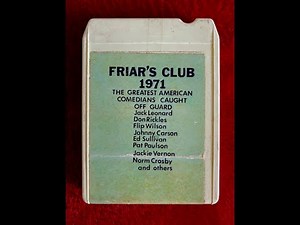 FRIAR'S CLUB
1971
THE GREATEST AMERICAN
COMEDIANS CAUGHT
OFF GUARD
Jack Leonard
Don Rickles
Flip Wilson
Johnny Carson
Ed Sullivan
Pat Paulson
Jackie Vernon
Norm Crosby
and others